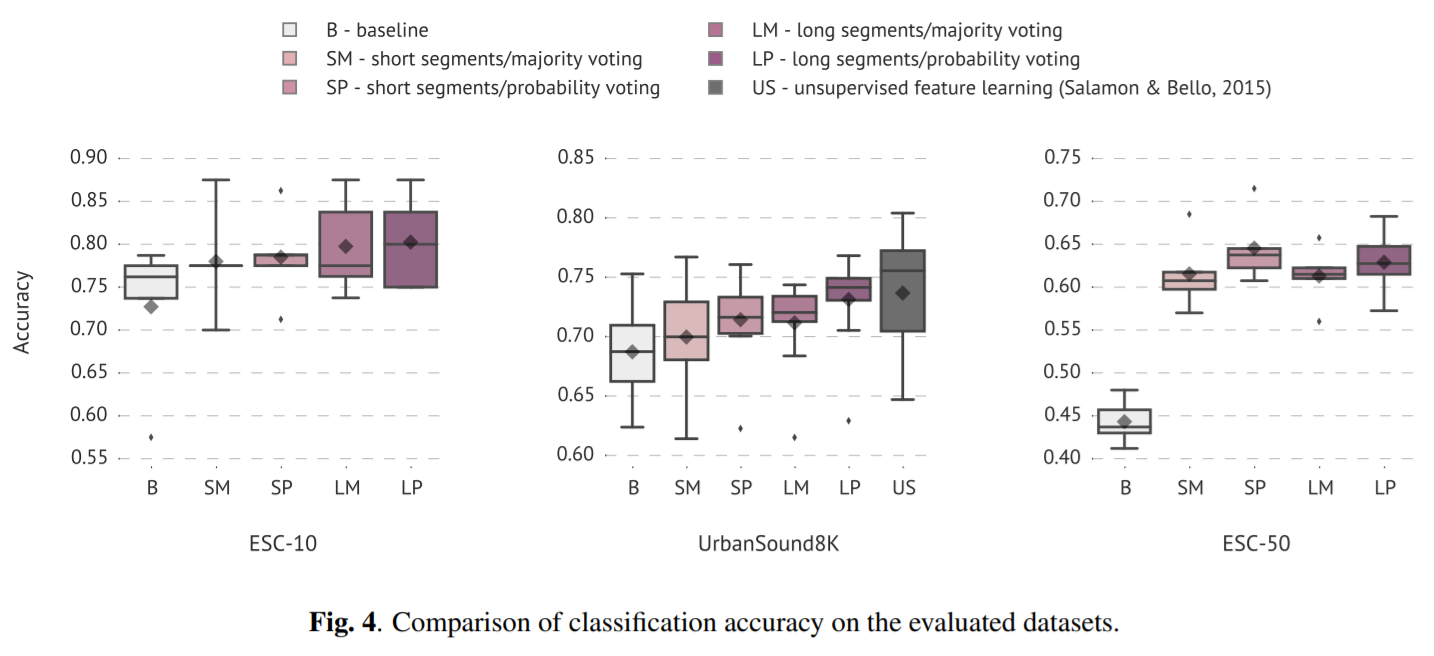 B - baseline
SM - short segments/majority voting
SP - short segments/probability voting
LM - long segments/majority voting
LP - long segments/probability voting
US - unsupervised feature learning (Salamon & Bello, 2015)
Accuracy
0.90
0.85
0.80
0.75
0.70
0.65
0.60
0.55
B SM SP LM LP
ESC-10
0.85
0.80
0.75
0.70
0.65
0.60
B SM SP LM LP US
UrbanSound8K
0.75
0.70
0.65
0.60
0.55
0.50
0.45
0.40
B SM SP LM LP
ESC-50
Fig. 4. Comparison of classification accuracy on the evaluated datasets.